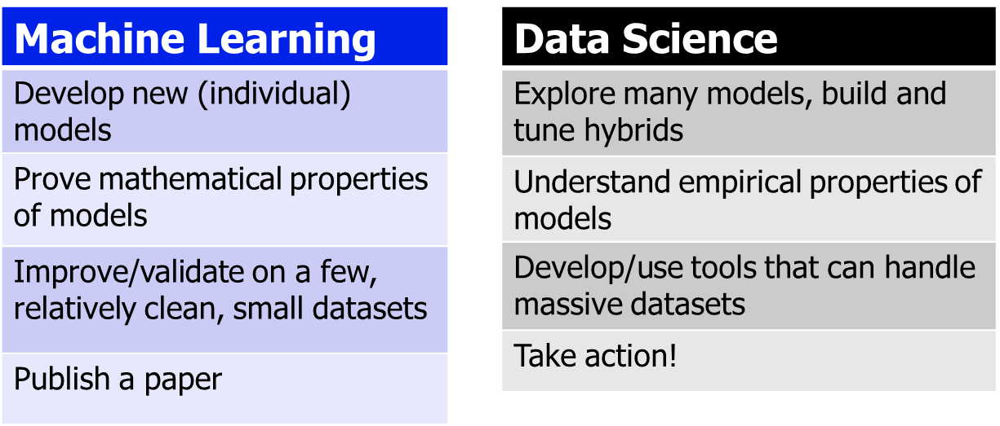 Machine Learning
Develop new (individual)
models
Prove mathematical properties
of models
Improve/validate on a few,
relatively clean, small datasets
Publish a paper
Data Science
Explore many models, build and
tune hybrids
Understand empirical properties of
models
Develop/use tools that can handle
massive datasets
Take action!